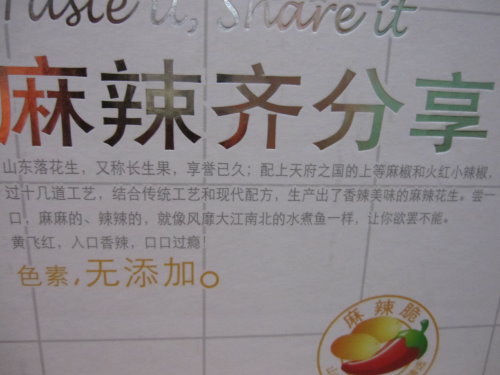 Taste it, Share it
麻辣齐分享
山东落花生，又称长生果，享誉已久；配上天府之国的上等麻椒和火红小辣椒，
过十几道工艺，结合传统工艺和现代配方，生产出了香辣美味的麻辣花生。尝一
口，麻麻的、辣辣的，就像风靡大江南北的水煮鱼一样，让你欲罢不能。
黄飞红，入口香辣，口口过瘾！
色素,无添加。
麻辣脆